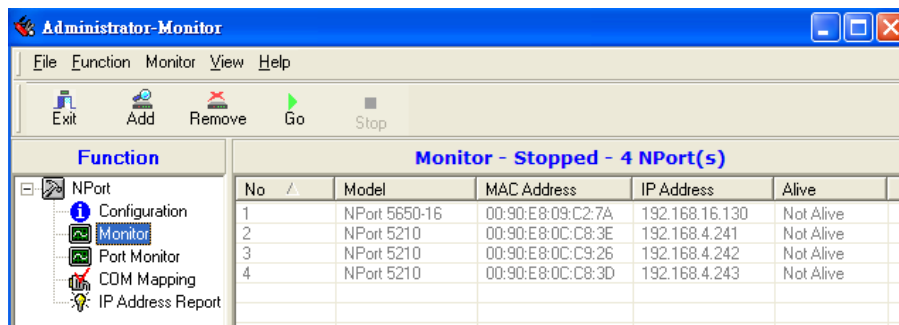 Administrator-Monitor
File Function Monitor View Help
Exit Add Remove Go Stop
Function
Monitor - Stopped - 4 NPort(s)
NPort
Configuration
Monitor
Port Monitor
COM Mapping
IP Address Report
No Model MAC Address IP Address Alive
1 NPort 5650-16 00:90:E8:09:C2:7A 192.168.16.130 Not Alive
2 NPort 5210 00:90:E8:0C:C8:3E 192.168.4.241 Not Alive
3 NPort 5210 00:90:E8:0C:C9:26 192.168.4.242 Not Alive
4 NPort 5210 00:90:E8:0C:C8:3D 192.168.4.243 Not Alive